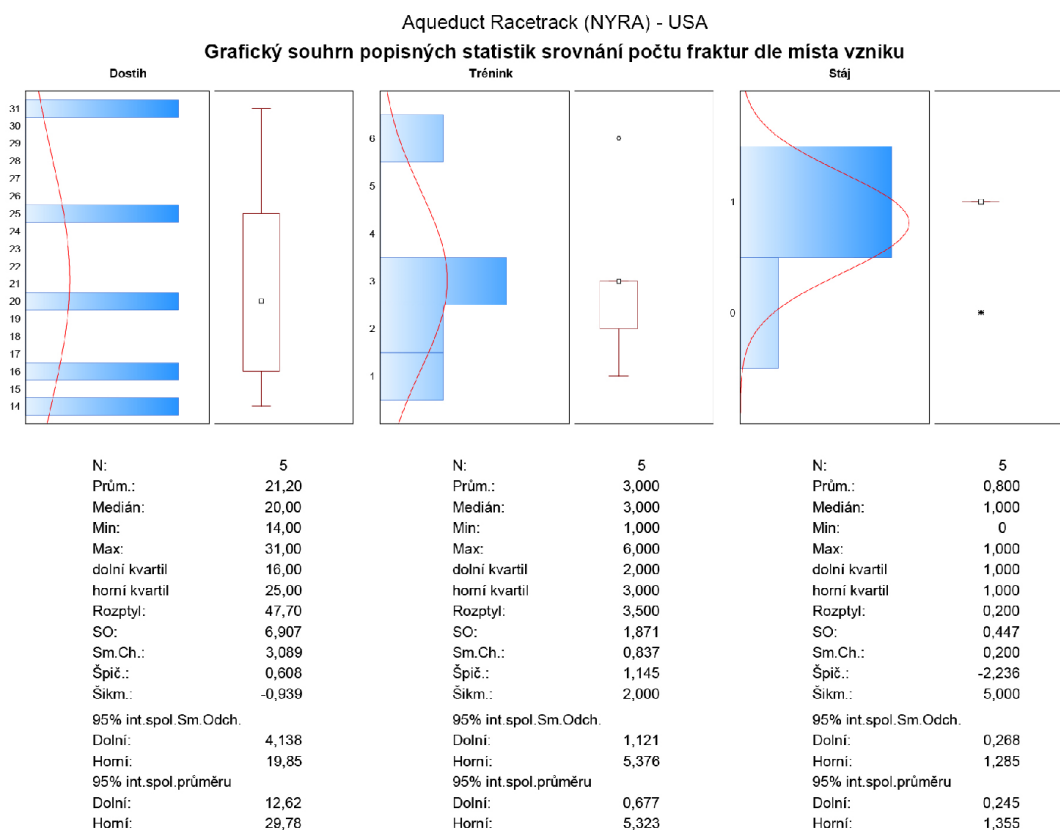 Aqueduct Racetrack (NYRA) - USA
Grafický souhrn popisných statistik srovnání počtu fraktur dle místa vzniku
Dostih Trénink Stáj
31
30
29
28
27
26
25
24
23
22
21
20
19
18
17
16
15
14
6
5
4
3
2
1
1
0
N: 5
Prům.: 21,20
Medián: 20,00
Min: 14,00
Max: 31,00
dolní kvartil 16,00
horní kvartil 25,00
Rozptyl: 47,70
SO: 6,907
Sm.Ch.: 3,089
Špič.: 0,608
Šikm.: -0,939
95% int.spol.Sm.Odch.
Dolní: 4,138
Horní: 19,85
95% int.spol.průměru
Dolní: 12,62
Horní: 29,78
N: 5
Prům.: 3,000
Medián: 3,000
Min: 1,000
Max: 6,000
dolní kvartil 2,000
horní kvartil 3,000
Rozptyl: 3,500
SO: 1,871
Sm.Ch.: 0,837
Špič.: 1,145
Šikm.: 2,000
95% int.spol.Sm.Odch.
Dolní: 1,121
Horní: 5,376
95% int.spol.průměru
Dolní: 0,677
Horní: 5,323
N: 5
Prům.: 0,800
Medián: 1,000
Min: 0
Max: 1,000
dolní kvartil 1,000
horní kvartil 1,000
Rozptyl: 0,200
SO: 0,447
Sm.Ch.: 0,200
Špič.: -2,236
Šikm.: 5,000
95% int.spol.Sm.Odch.
Dolní: 0,268
Horní: 1,285
95% int.spol.průměru
Dolní: 0,245
Horní: 1,355